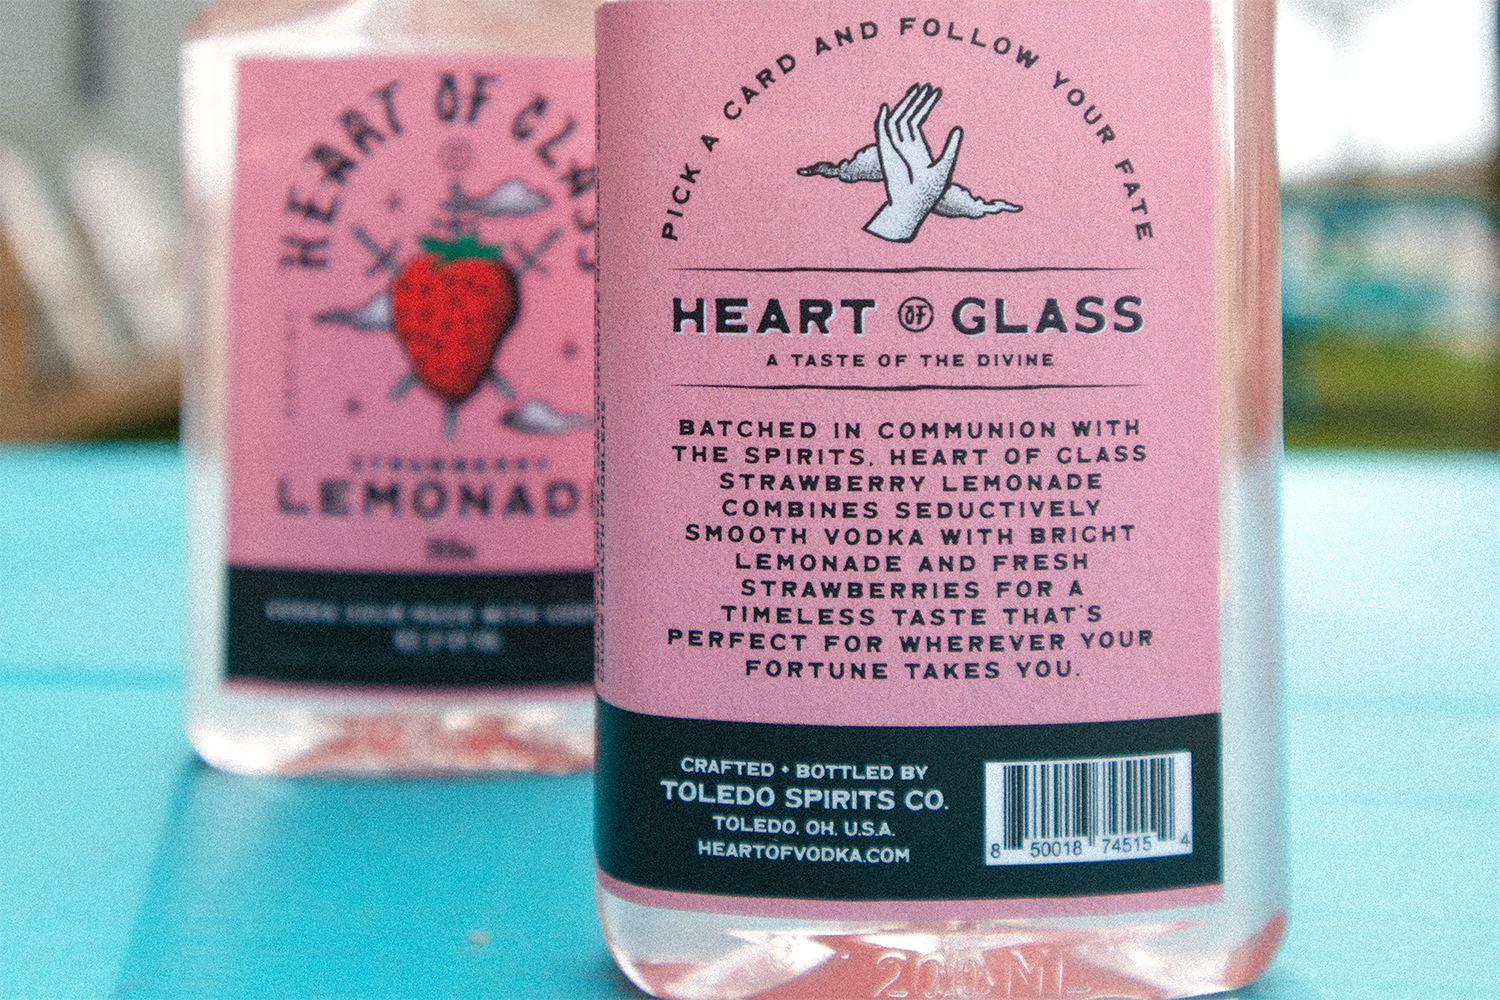 HEART OF GLASS
STRAWBERRY
LEMONADE
PICK A CARD AND FOLLOW YOUR FATE
HEART OF GLASS
A TASTE OF THE DIVINE
BATCHED IN COMMUNION WITH
THE SPIRITS, HEART OF GLASS
STRAWBERRY LEMONADE
COMBINES SEDUCTIVELY
SMOOTH VODKA WITH BRIGHT
LEMONADE AND FRESH
STRAWBERRIES FOR A
TIMELESS TASTE THAT'S
PERFECT FOR WHEREVER YOUR
FORTUNE TAKES YOU.
CRAFTED + BOTTLED BY
TOLEDO SPIRITS CO.
TOLEDO, OH, U.S.A.
HEARTOFVODKA.COM
8 50018 74515 4
200 ML